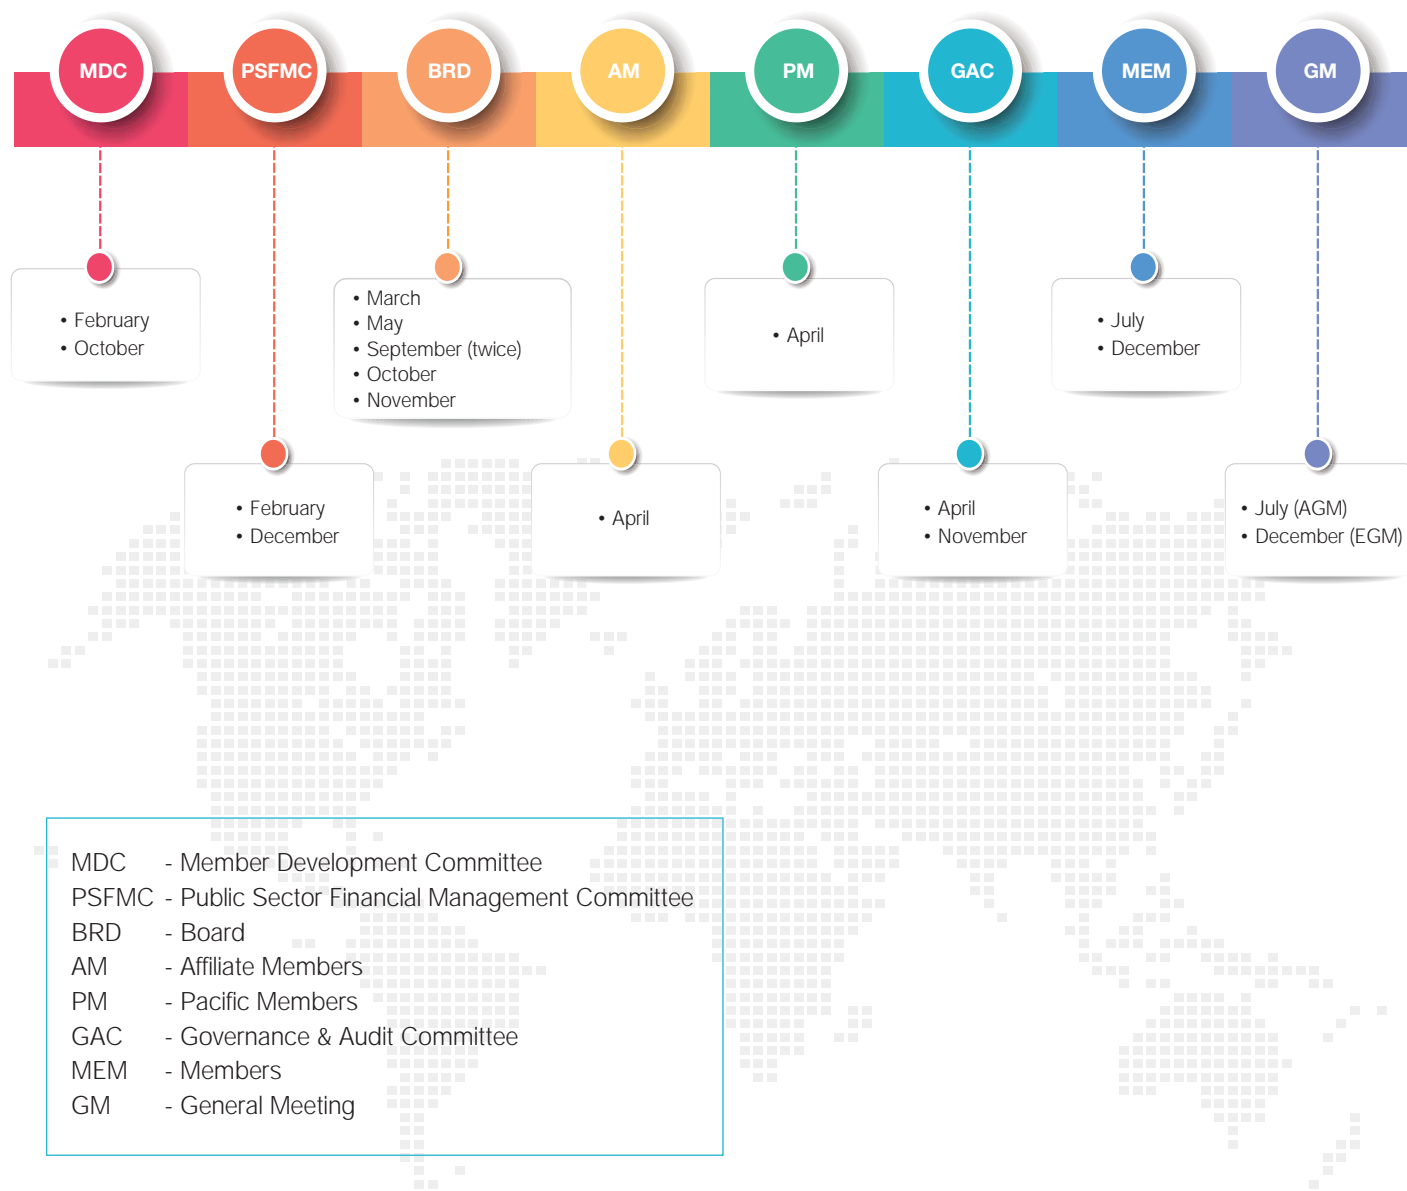 MDC
PSFMC
BRD
AM
PM
GAC
MEM
GM
• February
• October
• February
• December
• March
• May
• September (twice)
• October
• November
• April
• April
• April
• November
• July
• December
• July (AGM)
• December (EGM)
MDC - Member Development Committee
PSFMC - Public Sector Financial Management Committee
BRD - Board
AM - Affiliate Members
PM - Pacific Members
GAC - Governance & Audit Committee
MEM - Members
GM - General Meeting